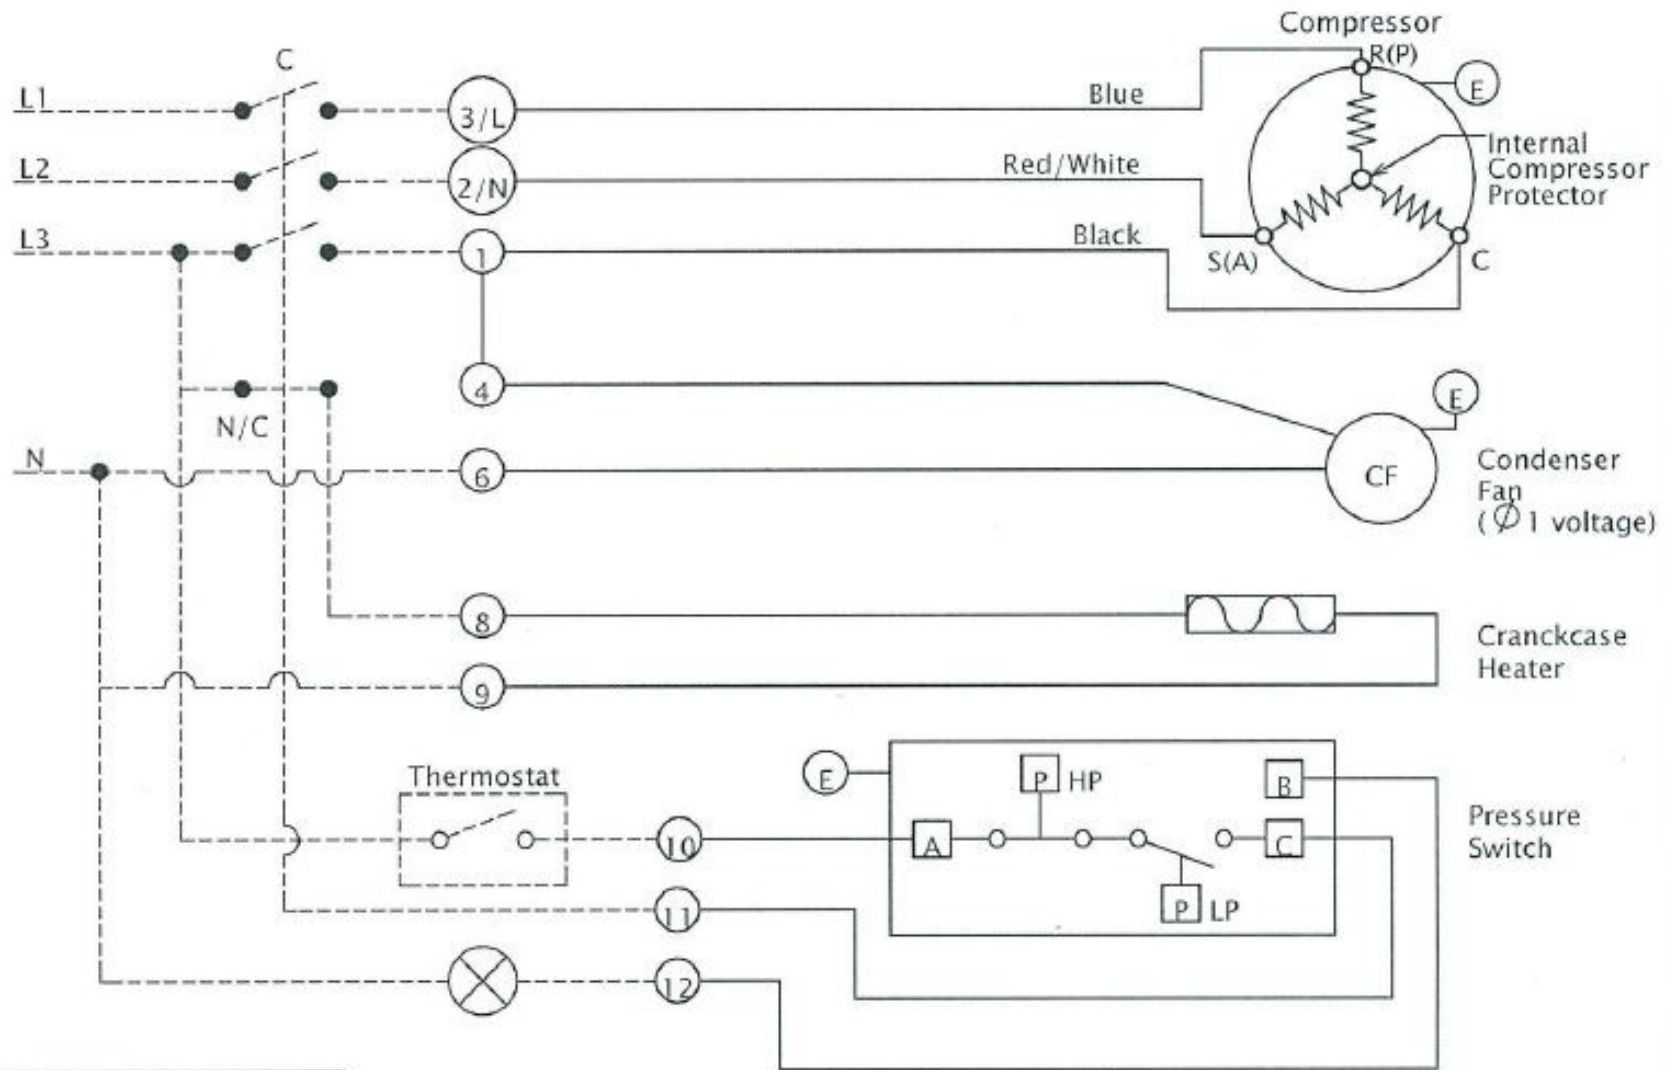 Compressor
C
R(P)
L1
3/L
Blue
E
Internal
Compressor
Protector
L2
2/N
Red/White
L3
1
Black
S(A)
C
4
E
N/C
N
6
CF
Condenser
Fan
(Ø 1 voltage)
8
Cranckcase
Heater
9
Thermostat
E
P HP
B
Pressure
Switch
10
A
C
11
P LP
12